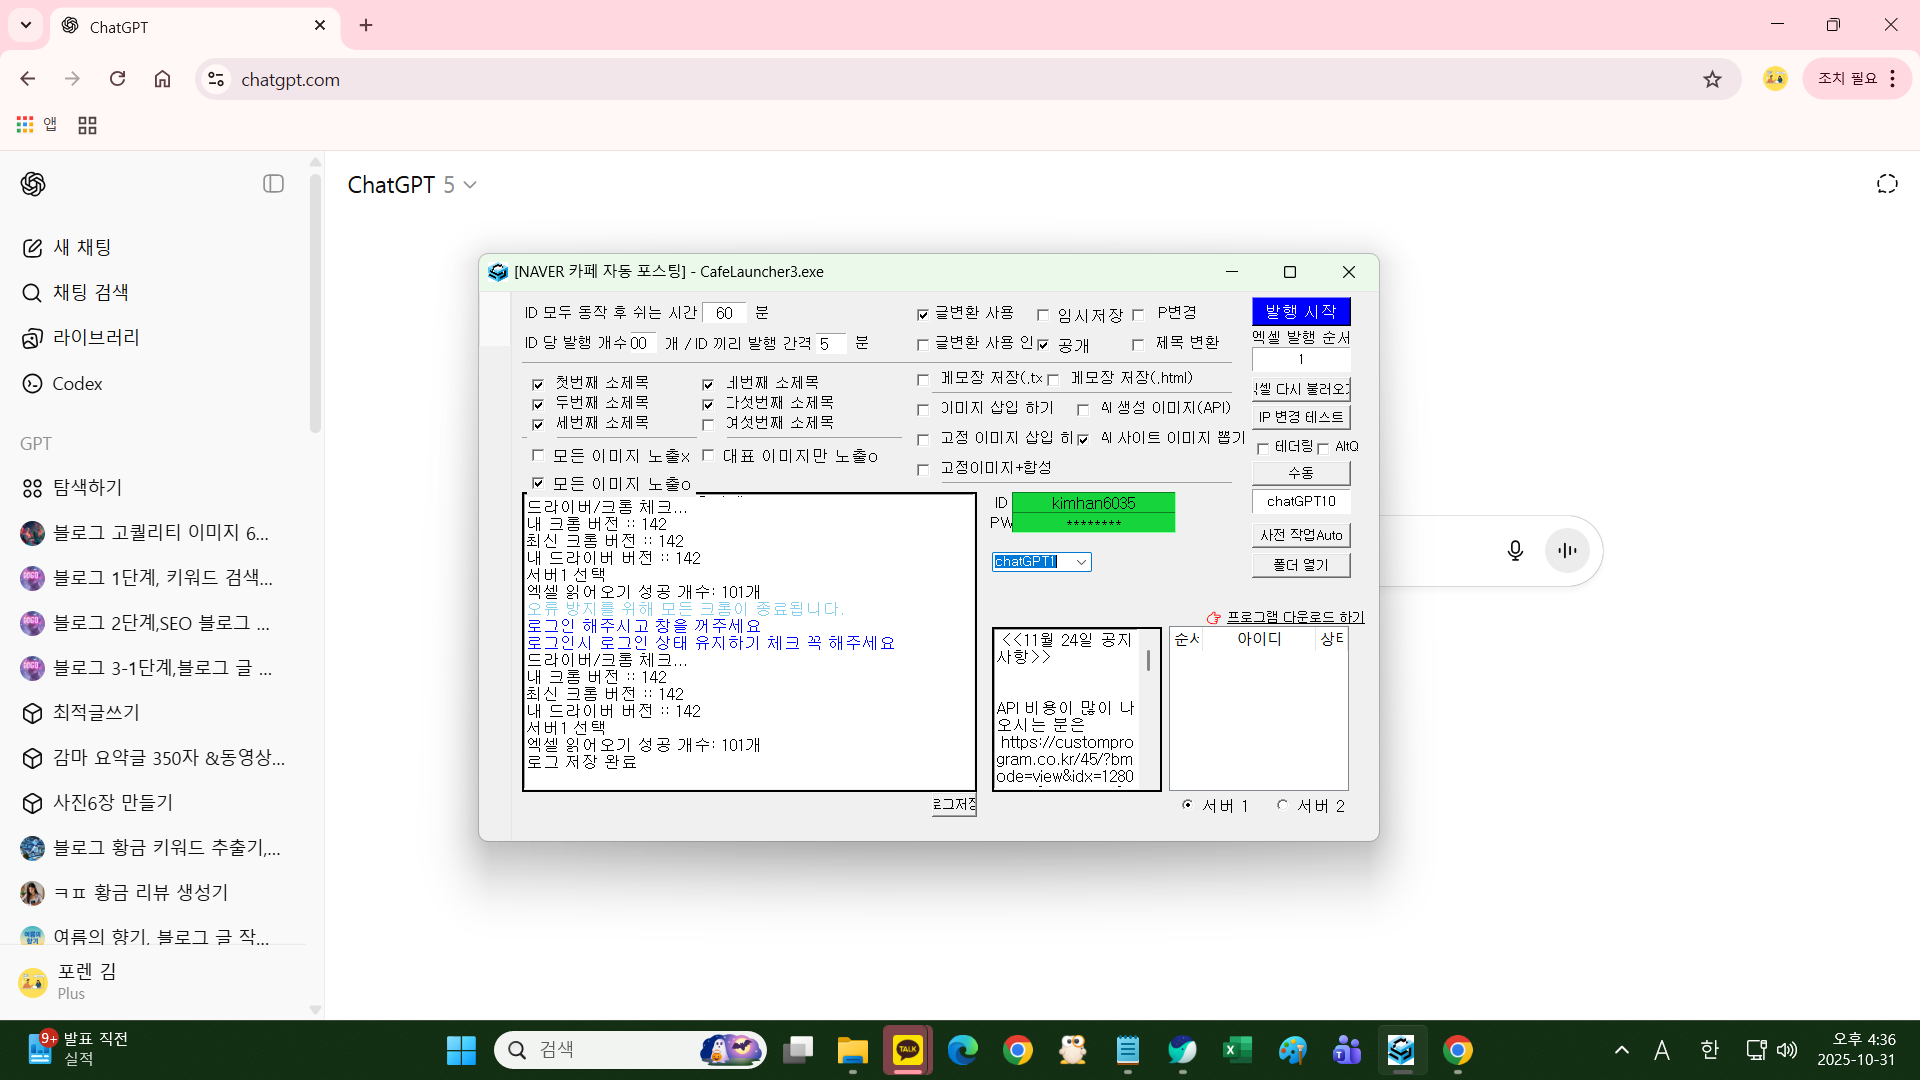 ChatGPT
chatgpt.com
조치 필요
앱
ChatGPT 5
새 채팅
채팅 검색
라이브러리
Codex
GPT
탐색하기
블로그 고퀄리티 이미지 6...
블로그 1단계, 키워드 검색...
블로그 2단계,SEO 블로그 ...
블로그 3-1단계,블로그 글 ...
최적글쓰기
감마 요약글 350자 &동영상...
사진6장 만들기
블로그 황금 키워드 추출기,...
ㅋㅍ 황금 리뷰 생성기
여름의 향기, 블로그 글 작...
포렌 김
Plus
[NAVER 카페 자동 포스팅] - CafeLauncher3.exe
ID 모두 동작 후 쉬는 시간 60 분
ID 당 발행 개수 00 개 / ID 끼리 발행 간격 5 분
첫번째 소제목
두번째 소제목
세번째 소제목
네번째 소제목
다섯번째 소제목
여섯번째 소제목
모든 이미지 노출x
대표 이미지만 노출o
모든 이미지 노출o
글변환 사용
임시저장
P변경
글변환 사용 인
공개
제목 변환
메모장 저장(.tx
메모장 저장(.html)
이미지 삽입 하기
AI 생성 이미지(API)
고정 이미지 삽입 히
AI 사이트 이미지 뽑기
고정이미지+합성
발행 시작
엑셀 발행 순서
1
셀 다시 불러오
IP 변경 테스트
테더링
AltQ
수동
chatGPT10
사전 작업Auto
폴더 열기
드라이버/크롬 체크...
내 크롬 버전 :: 142
최신 크롬 버전 :: 142
내 드라이버 버전 :: 142
서버1 선택
엑셀 읽어오기 성공 개수: 101개
오류 방지를 위해 모든 크롬이 종료됩니다.
로그인 해주시고 창을 꺼주세요
로그인시 로그인 상태 유지하기 체크 꼭 해주세요
드라이버/크롬 체크...
내 크롬 버전 :: 142
최신 크롬 버전 :: 142
내 드라이버 버전 :: 142
서버1 선택
엑셀 읽어오기 성공 개수: 101개
로그 저장 완료
로그저장
ID kimhan6035
PW ********
chatGPT1
프로그램 다운로드 하기
<<11월 24일 공지
사항>>
API 비용이 많이 나
오시는 분은
https://custompro
gram.co.kr/45/?bm
ode=view&idx=1280
순서 아이디 상태
서버 1
서버 2
9+
발표 직전
실적
검색
TALK
A
한
오후 4:36
2025-10-31